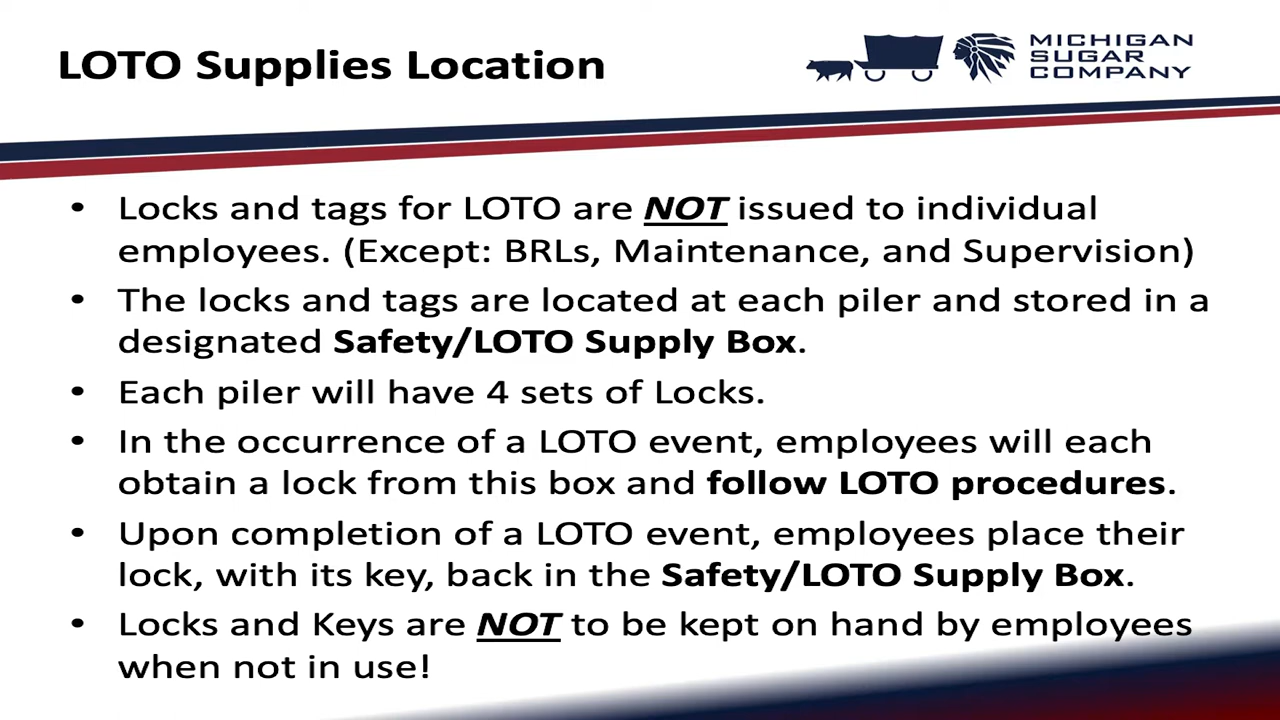 LOTO Supplies Location
MICHIGAN
SUGAR
COMPANY
• Locks and tags for LOTO are NOT issued to individual
employees. (Except: BRLs, Maintenance, and Supervision)
• The locks and tags are located at each piler and stored in a
designated Safety/LOTO Supply Box.
• Each piler will have 4 sets of Locks.
• In the occurrence of a LOTO event, employees will each
obtain a lock from this box and follow LOTO procedures.
• Upon completion of a LOTO event, employees place their
lock, with its key, back in the Safety/LOTO Supply Box.
• Locks and Keys are NOT to be kept on hand by employees
when not in use!